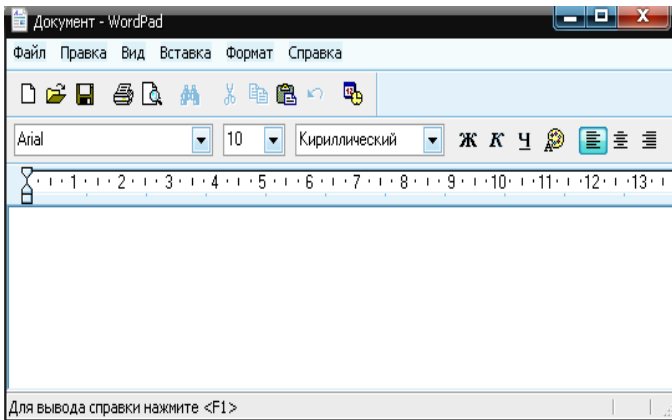 Документ - WordPad
Файл Правка Вид Вставка Формат Справка
Arial 10 Кириллический Ж К Ч
1 2 3 4 5 6 7 8 9 10 11 12 13
Для вывода справки нажмите <F1>